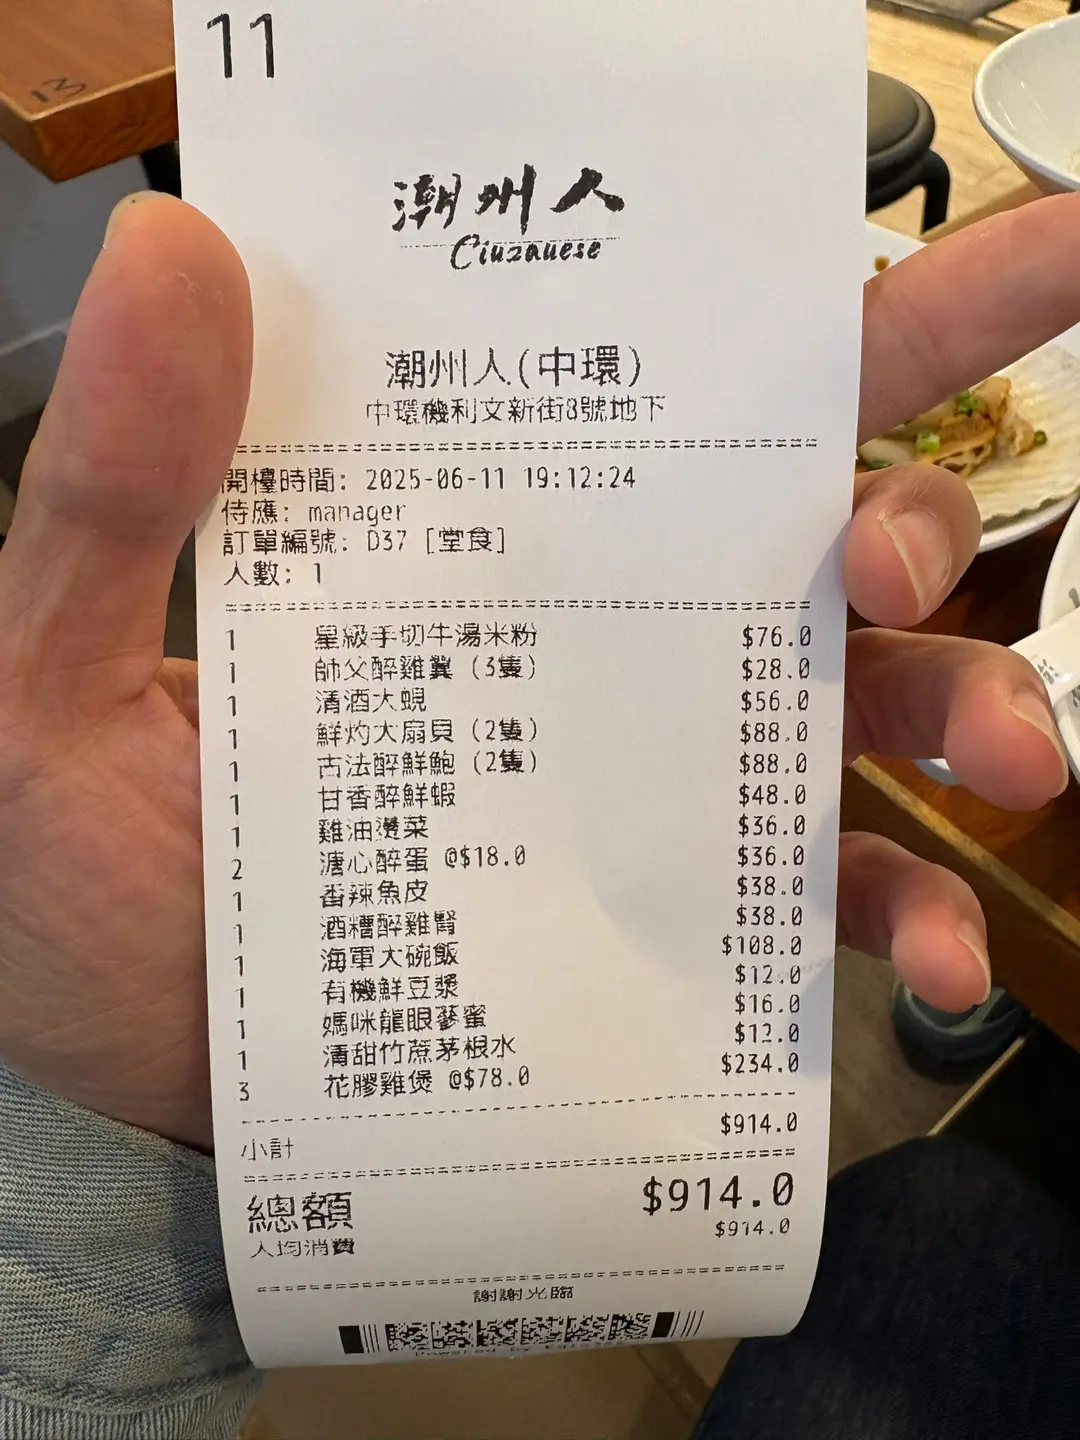 13
11
潮州人
Ciuzauese
潮州人(中環)
中環機利文新街8號地下
開檯時間: 2025-06-11 19:12:24
侍應: manager
訂單編號: D37 [堂食]
人數: 1
1 星級手切牛湯米粉 $76.0
1 師父醉雞翼 (3隻) $28.0
1 清酒大蜆 $56.0
1 鮮灼大扇貝 (2隻) $88.0
1 古法醉鮮鮑 (2隻) $88.0
1 甘香醉鮮蝦 $48.0
1 雞油燙菜 $36.0
2 溏心醉蛋 @$18.0 $36.0
1 香辣魚皮 $38.0
1 酒糟醉雞腎 $38.0
1 海軍大碗飯 $108.0
1 有機鮮豆漿 $12.0
1 媽咪龍眼蔘蜜 $16.0
1 清甜竹蔗茅根水 $12.0
3 花膠雞煲 @$78.0 $234.0
小計 $914.0
總額 $914.0
人均消費 $914.0
謝謝光臨